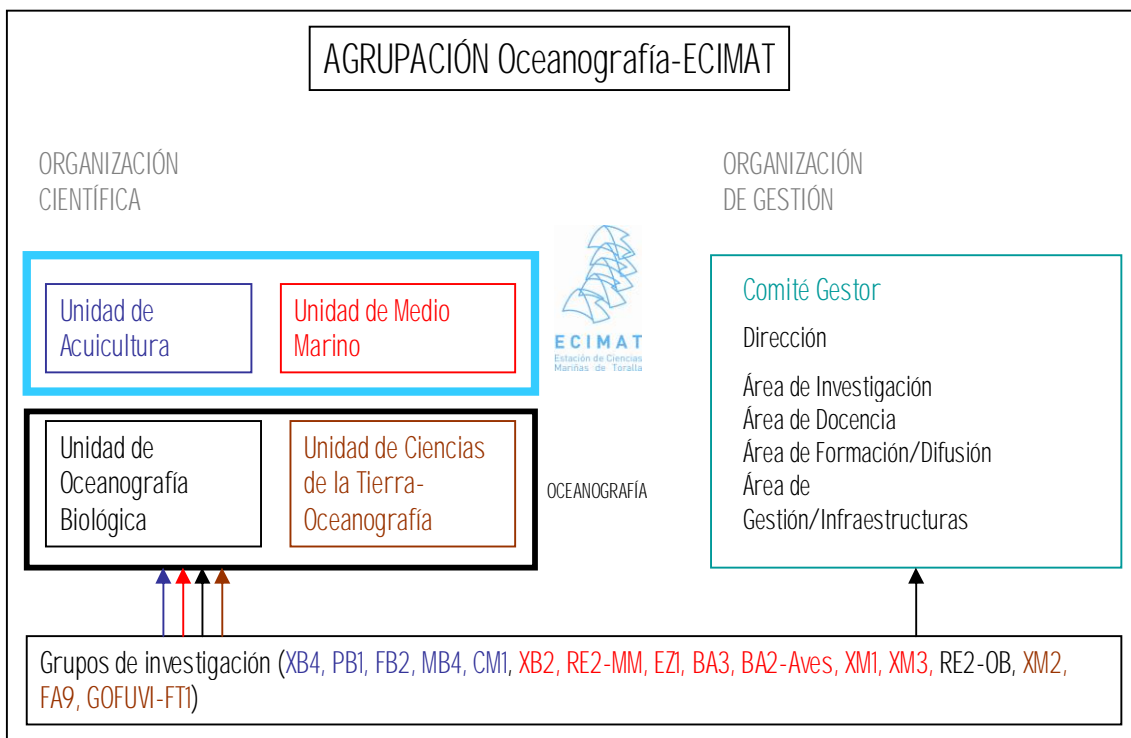 AGRUPACIÓN Oceanografía-ECIMAT
ORGANIZACIÓN
CIENTÍFICA
ORGANIZACIÓN
DE GESTIÓN
Unidad de
Acuicultura
Unidad de Medio
Marino
ECIMAT
Estación de Ciencias
Mariñas de Toralla
Unidad de
Oceanografía
Biológica
Unidad de Ciencias
de la Tierra-
Oceanografía
OCEANOGRAFÍA
Comité Gestor
Dirección
Área de Investigación
Área de Docencia
Área de Formación/Difusión
Área de
Gestión/Infraestructuras
Grupos de investigación (XB4, PB1, FB2, MB4, CM1, XB2, RE2-MM, EZ1, BA3, BA2-Aves, XM1, XM3, RE2-OB, XM2,
FA9, GOFUVI-FT1)